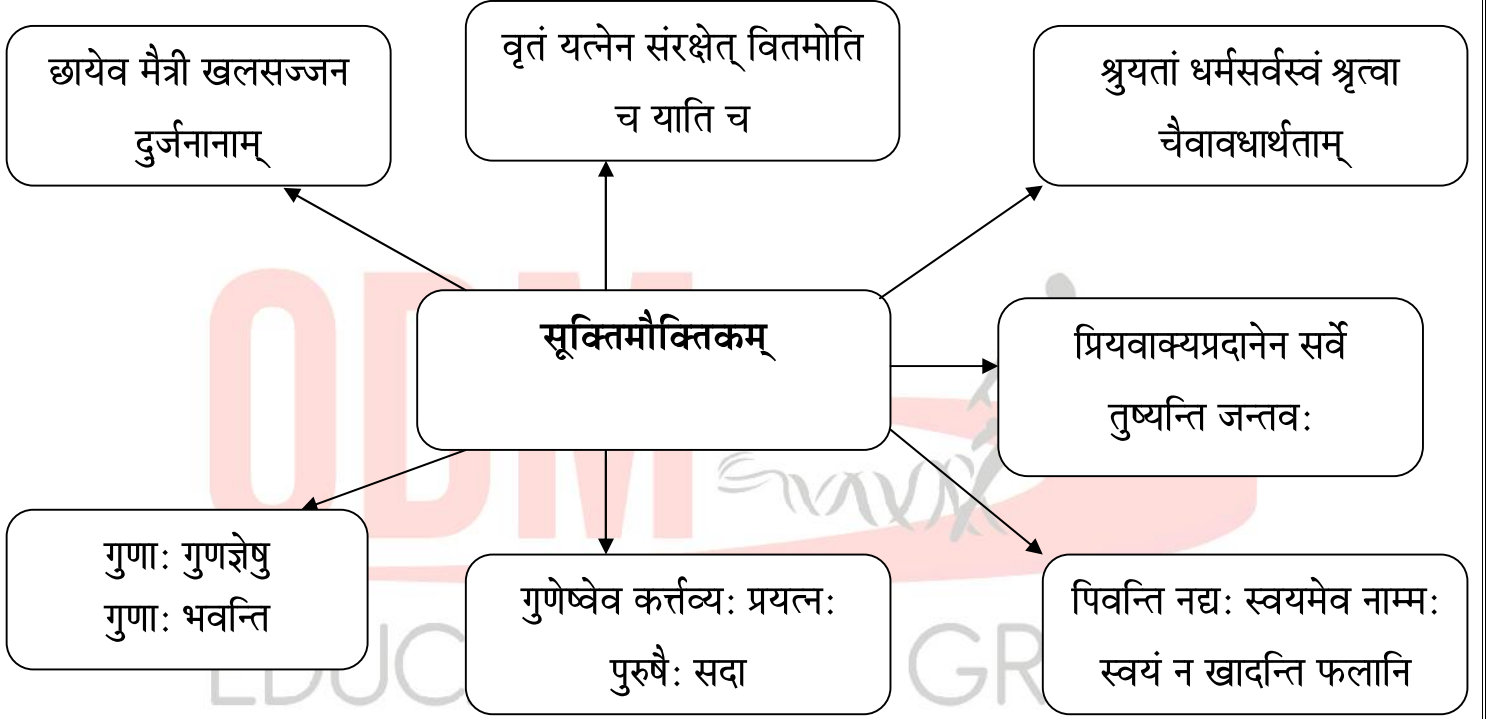 छायेव मैत्री खलसज्जन
दुर्जनानाम्
वृतं यत्नेन संरक्षेत् वितमोति
च याति च
श्रुयतां धर्मसर्वस्वं श्रृत्वा
चैवावधार्थताम्
सूक्तिमौक्तिकम्
प्रियवाक्यप्रदानेन सर्वे
तुष्यन्ति जन्तवः
गुणाः गुणज्ञेषु
गुणाः भवन्ति
गुणेष्वेव कर्त्तव्यः प्रयत्नः
पुरुषैः सदा
पिवन्ति नद्यः स्वयमेव नाम्मः
स्वयं न खादन्ति फलानि
ODM
EDUC GR